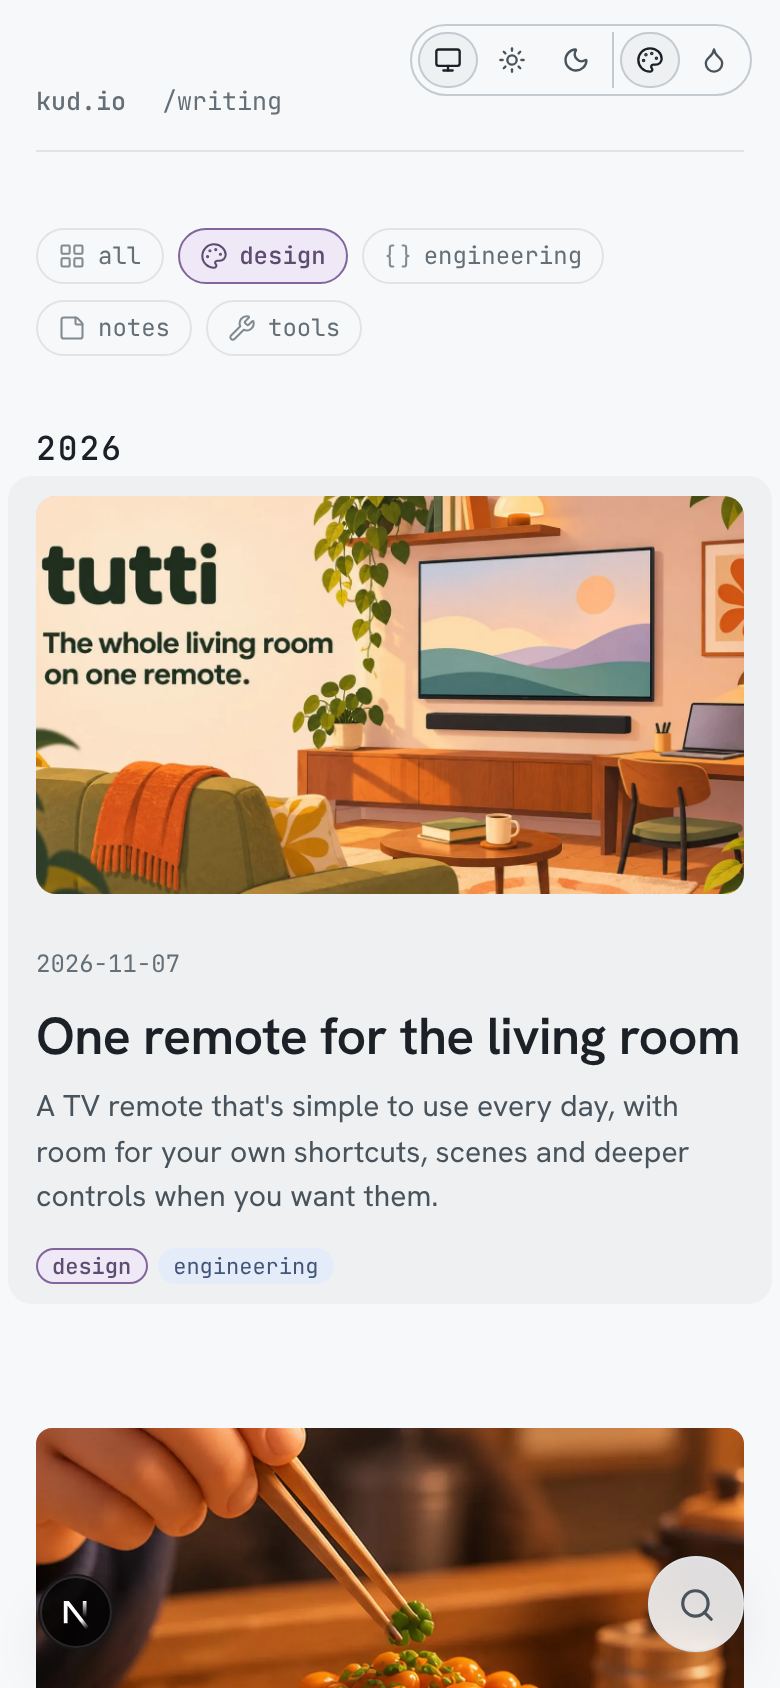 kud.io /writing
all design {} engineering
notes tools
2026
tutti
The whole living room
on one remote.
2026-11-07
One remote for the living room
A TV remote that's simple to use every day, with
room for your own shortcuts, scenes and deeper
controls when you want them.
design engineering
N